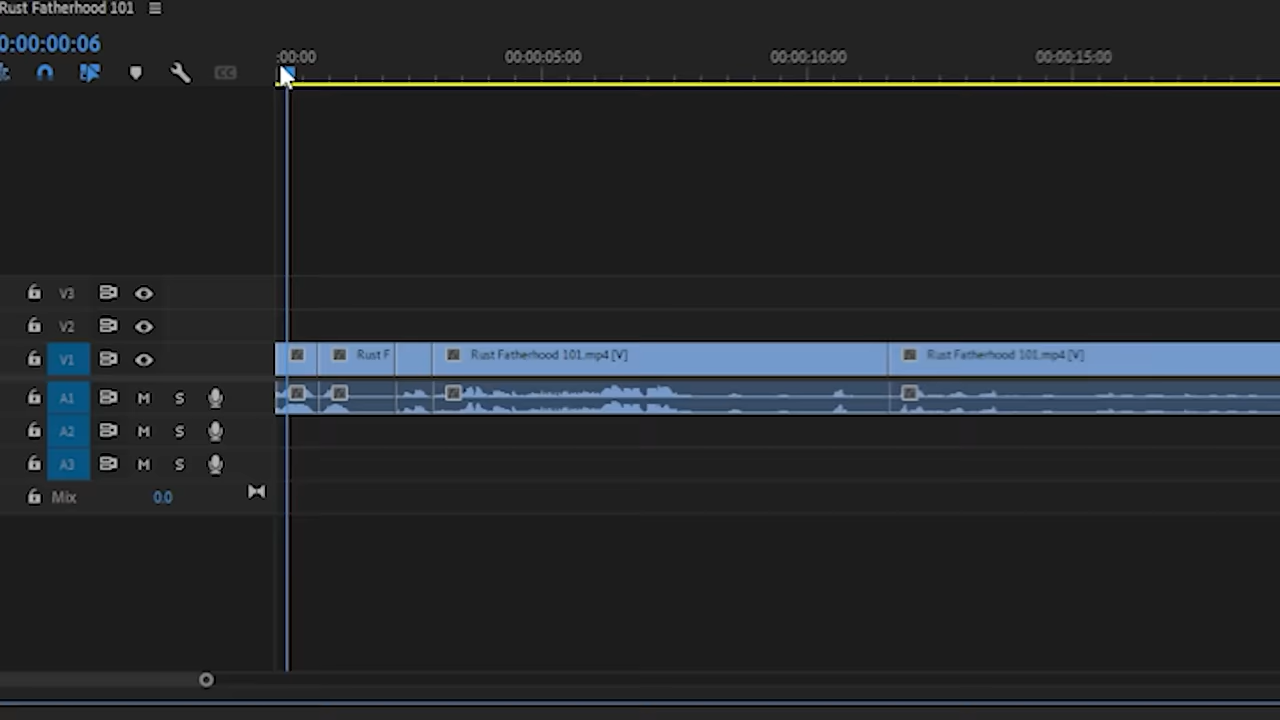 Rust Fatherhood 101
0:00:00:06
:00:00 00:00:05:00 00:00:10:00 00:00:15:00
CC
V3
V2
V1 Rust F Rust Fatherhood 101.mp4 [V] Rust Fatherhood 101.mp4 [V]
A1 M S
A2 M S
A3 M S
Mix 0.0